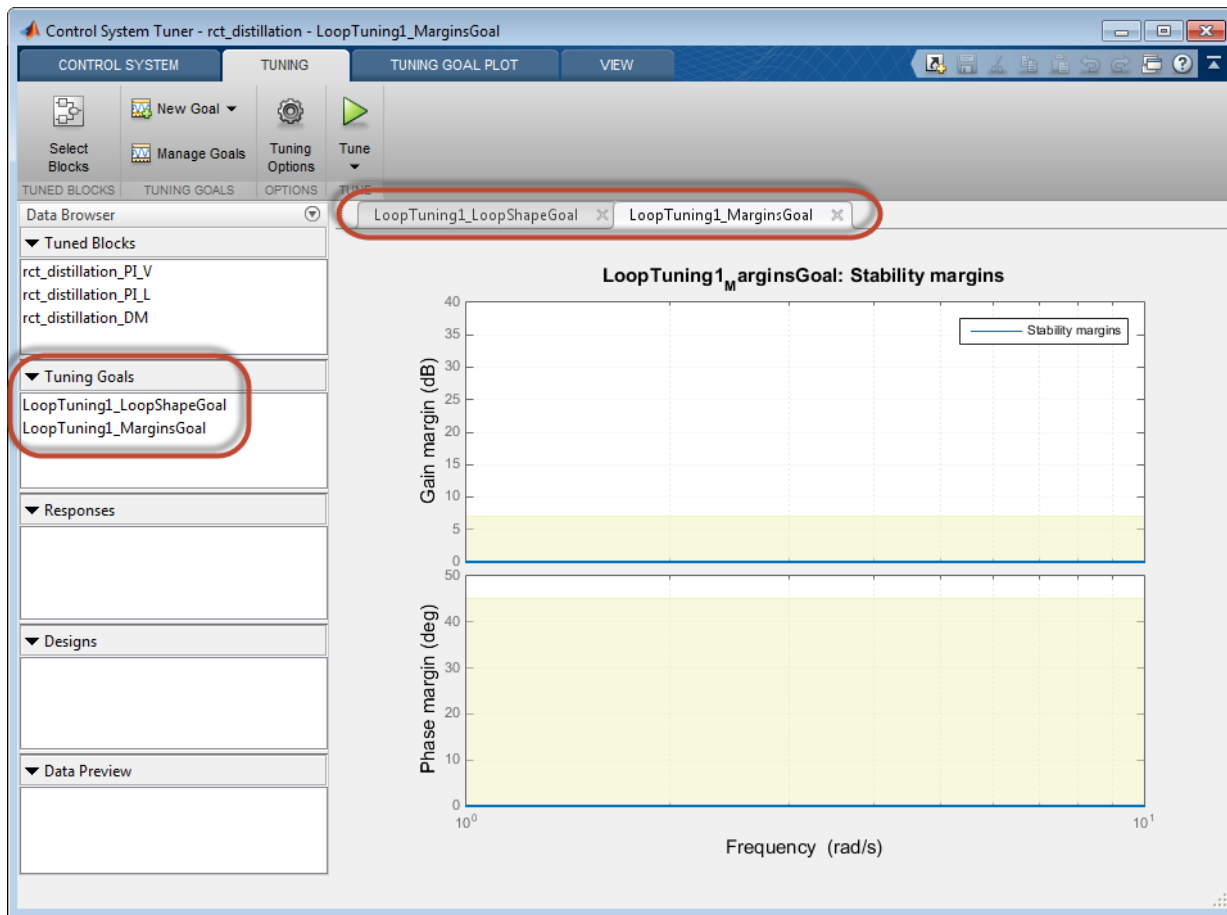 Control System Tuner - rct_distillation - LoopTuning1_MarginsGoal
CONTROL SYSTEM
TUNING
TUNING GOAL PLOT
VIEW
Select
Blocks
New Goal
Manage Goals
Tuning
Options
Tune
TUNED BLOCKS
TUNING GOALS
OPTIONS
TUNE
Data Browser
Tuned Blocks
rct_distillation_PI_V
rct_distillation_PI_L
rct_distillation_DM
Tuning Goals
LoopTuning1_LoopShapeGoal
LoopTuning1_MarginsGoal
Responses
Designs
Data Preview
LoopTuning1_LoopShapeGoal
LoopTuning1_MarginsGoal
LoopTuning1_MarginsGoal: Stability margins
Stability margins
Gain margin (dB)
40
35
30
25
20
15
10
5
0
Phase margin (deg)
50
40
30
20
10
0
10^0
10^1
Frequency (rad/s)